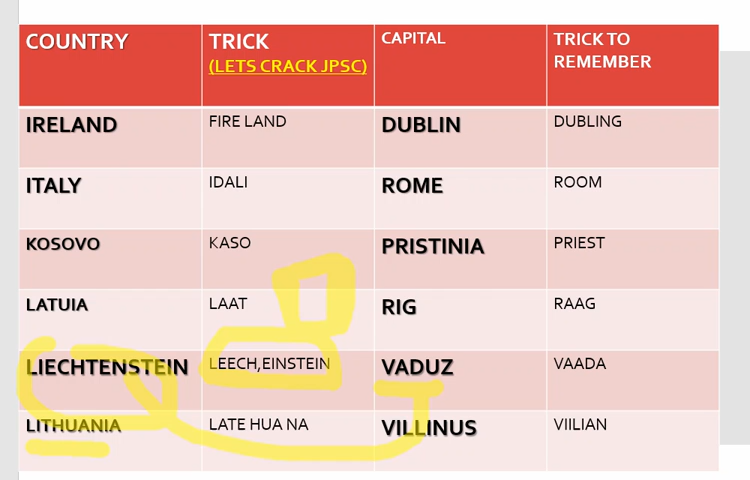 COUNTRY TRICK CAPITAL TRICK TO
(LETS CRACK JPSC) REMEMBER
IRELAND FIRE LAND DUBLIN DUBLING
ITALY IDALI ROME ROOM
KOSOVO KASO PRISTINIA PRIEST
LATUIA LAAT RIG RAAG
LIECHTENSTEIN LEECH,EINSTEIN VADUZ VAADA
LITHUANIA LATE HUA NA VILLINUS VIILIAN